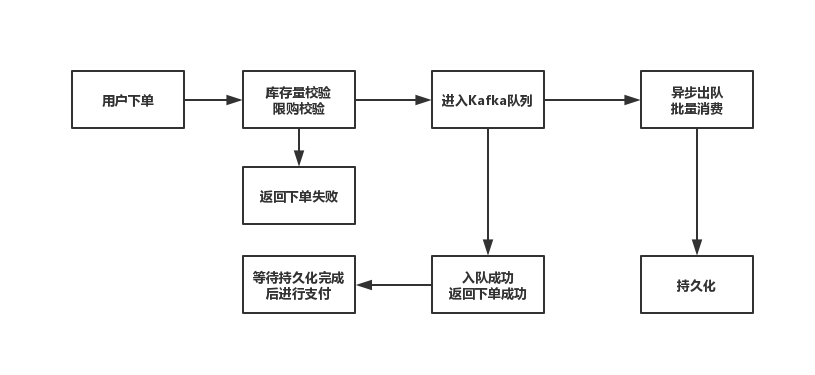 用户下单
库存量校验
限购校验
进入Kafka队列
异步出队
批量消费
返回下单失败
等待持久化完成
后进行支付
入队成功
返回下单成功
持久化